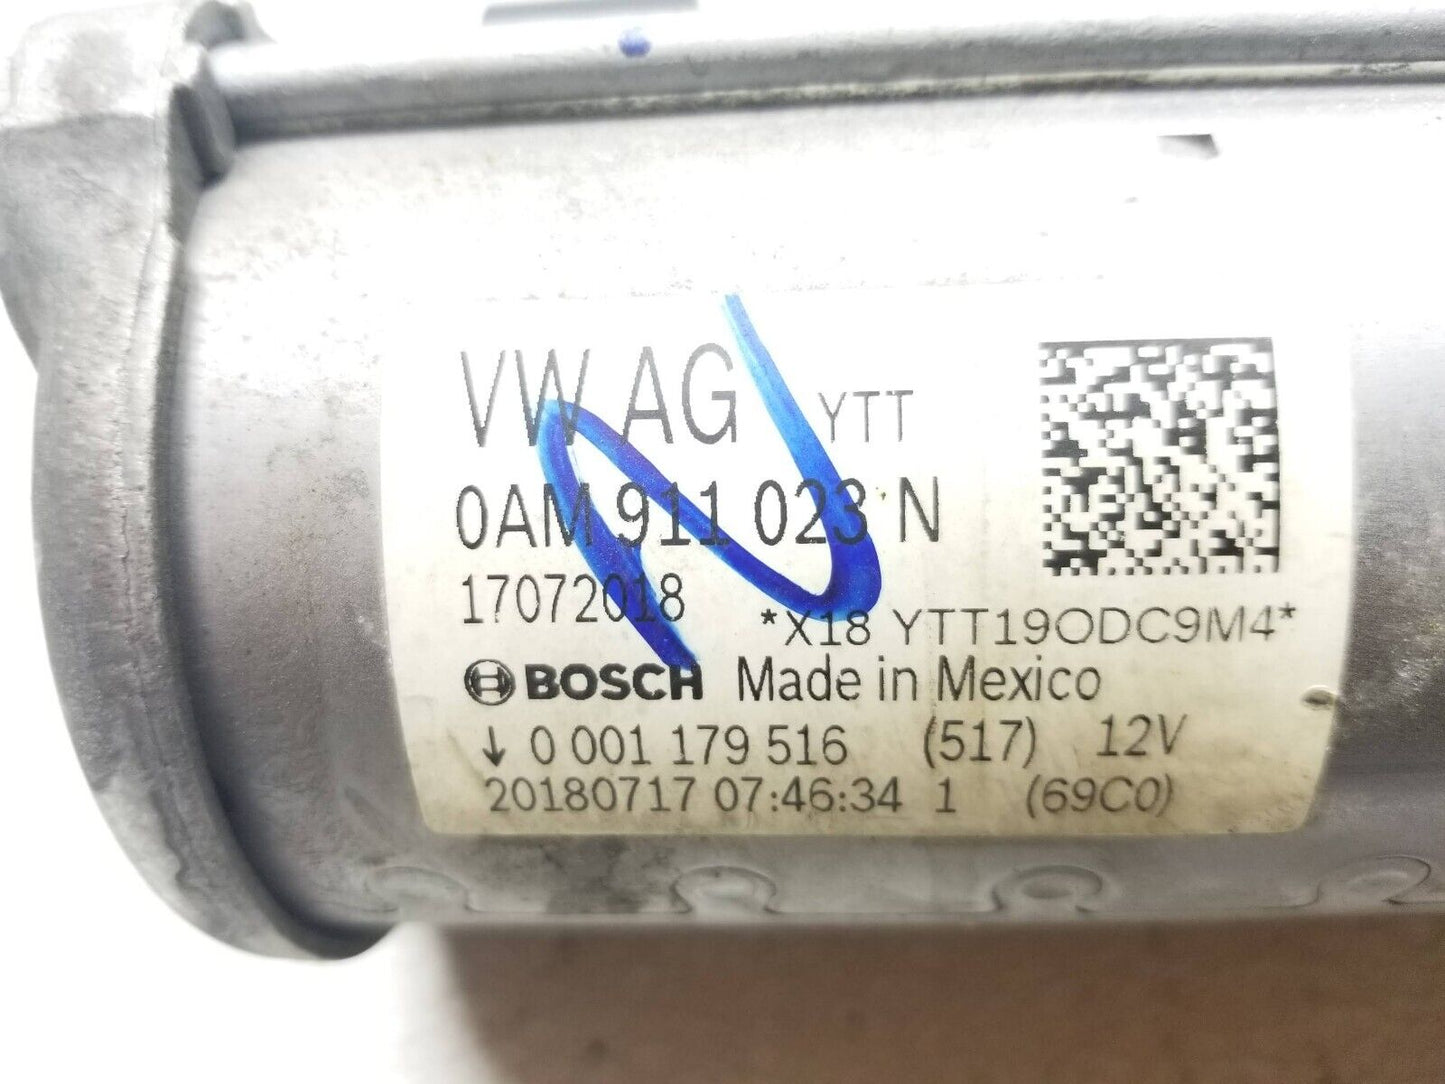 VW AG YTT
0AM 911 023 N
17072018
*X18 YTT19ODC9M4*
BOSCH Made in Mexico
↓ 0 001 179 516 (517) 12V
20180717 07:46:34 1 (69C0)